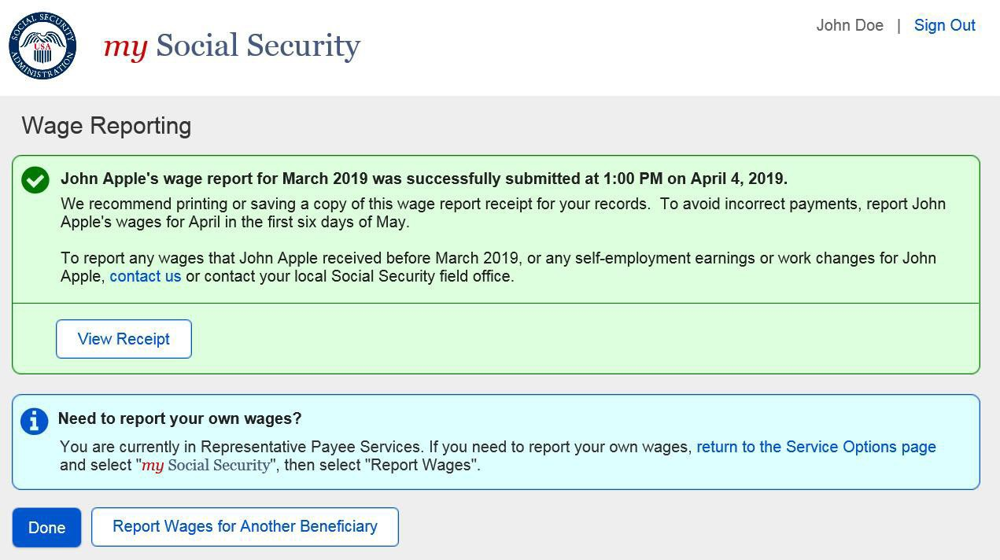 SOCIAL SECURITY ADMINISTRATION
USA
my Social Security
John Doe | Sign Out
Wage Reporting
John Apple's wage report for March 2019 was successfully submitted at 1:00 PM on April 4, 2019.
We recommend printing or saving a copy of this wage report receipt for your records.  To avoid incorrect payments, report John
Apple's wages for April in the first six days of May.
To report any wages that John Apple received before March 2019, or any self-employment earnings or work changes for John
Apple, contact us or contact your local Social Security field office.
View Receipt
Need to report your own wages?
You are currently in Representative Payee Services. If you need to report your own wages, return to the Service Options page
and select "my Social Security", then select "Report Wages".
Done
Report Wages for Another Beneficiary